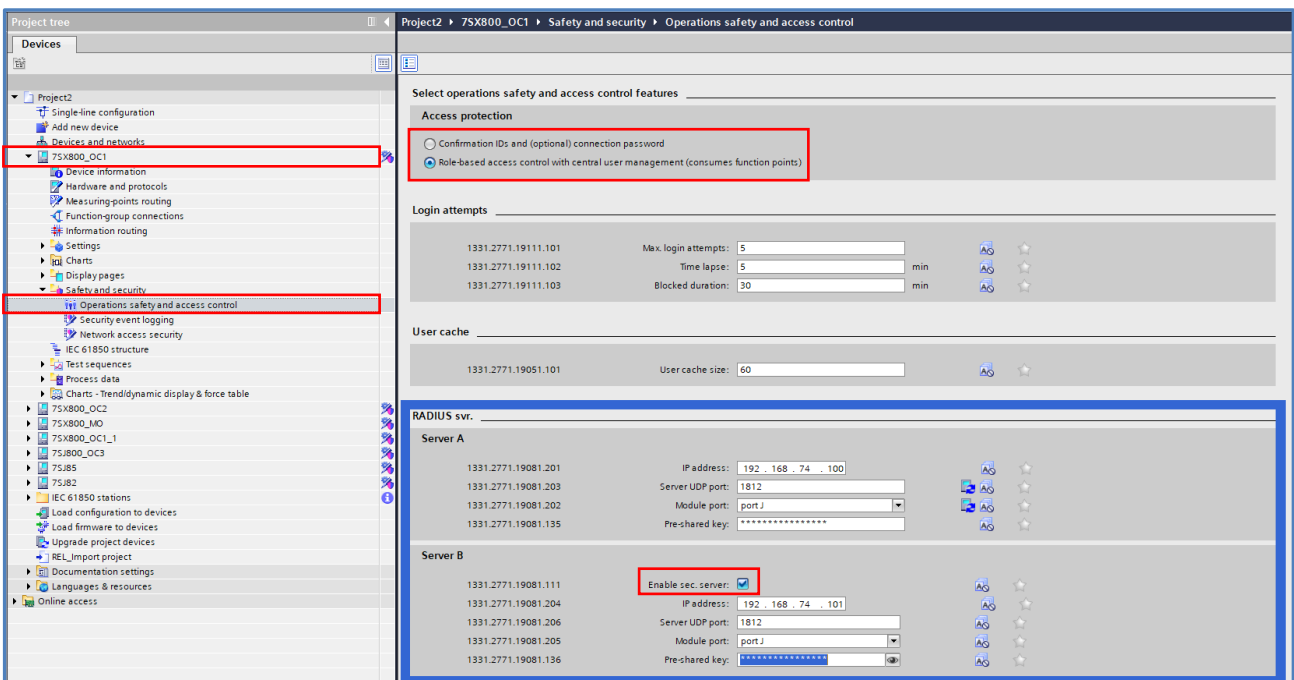 Project tree
Devices
Project2
Single-line configuration
Add new device
Devices and networks
7SX800_OC1
Device information
Hardware and protocols
Measuring-points routing
Function-group connections
Information routing
Settings
Charts
Display pages
Safety and security
Operations safety and access control
Security event logging
Network access security
IEC 61850 structure
Test sequences
Process data
Charts - Trend/dynamic display & force table
7SX800_OC2
7SX800_MO
7SX800_OC1_1
7SJ800_OC3
7SJ85
7SJ82
IEC 61850 stations
Load configuration to devices
Load firmware to devices
Upgrade project devices
REL_Import project
Documentation settings
Languages & resources
Online access
Project2 ▸ 7SX800_OC1 ▸ Safety and security ▸ Operations safety and access control
Select operations safety and access control features
Access protection
Confirmation IDs and (optional) connection password
Role-based access control with central user management (consumes function points)
Login attempts
1331.2771.19111.101 Max. login attempts: 5
1331.2771.19111.102 Time lapse: 5 min
1331.2771.19111.103 Blocked duration: 30 min
User cache
1331.2771.19051.101 User cache size: 60
RADIUS svr.
Server A
1331.2771.19081.201 IP address: 192 . 168 . 74 . 100
1331.2771.19081.203 Server UDP port: 1812
1331.2771.19081.202 Module port: port J
1331.2771.19081.135 Pre-shared key: ****************
Server B
1331.2771.19081.111 Enable sec. server:
1331.2771.19081.204 IP address: 192 . 168 . 74 . 101
1331.2771.19081.206 Server UDP port: 1812
1331.2771.19081.205 Module port: port J
1331.2771.19081.136 Pre-shared key: ****************